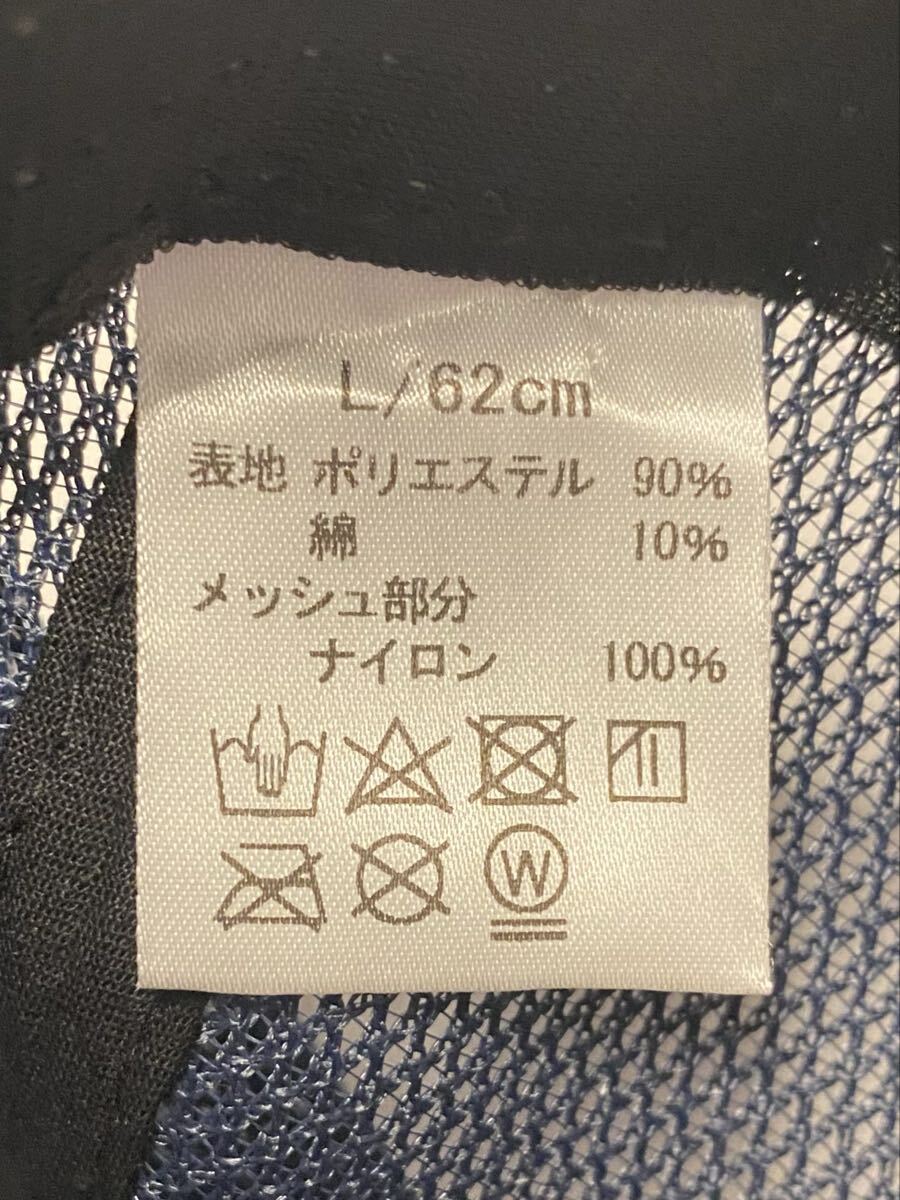 L/62cm
表地 ポリエステル 90%
綿 10%
メッシュ部分
ナイロン 100%
W